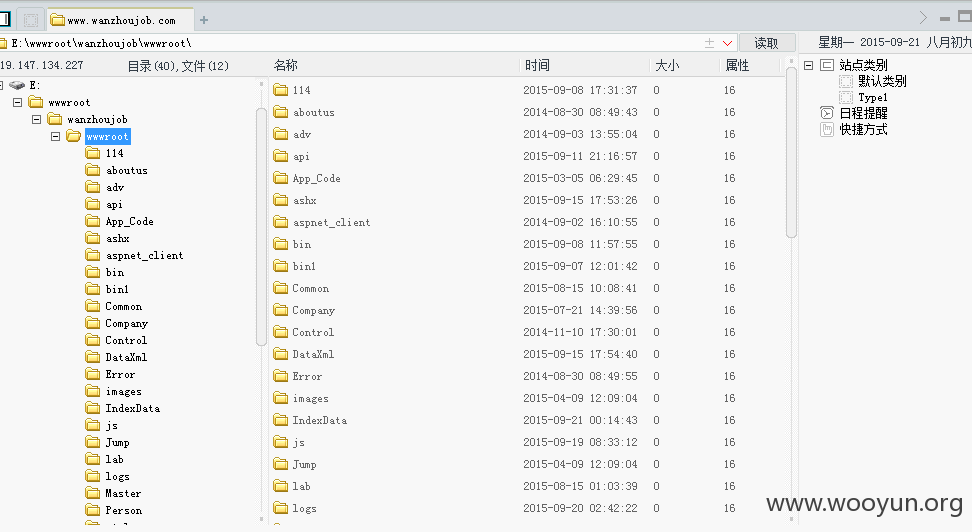 www.wanzhoujob.com
E:\wwwroot\wanzhoujob\wwwroot\
读取
星期一 2015-09-21 八月初九
19.147.134.227
目录(40),文件(12)
E:
wwwroot
wanzhoujob
wwwroot
114
aboutus
adv
api
App_Code
ashx
aspnet_client
bin
bin1
Common
Company
Control
DataXml
Error
images
IndexData
js
Jump
lab
logs
Master
Person
名称 时间 大小 属性
114 2015-09-08 17:31:37 0 16
aboutus 2014-08-30 08:49:43 0 16
adv 2014-09-03 13:55:04 0 16
api 2015-09-11 21:16:57 0 16
App_Code 2015-03-05 06:29:45 0 16
ashx 2015-09-15 17:53:26 0 16
aspnet_client 2014-09-02 16:10:55 0 16
bin 2015-09-08 11:57:55 0 16
bin1 2015-09-07 12:01:42 0 16
Common 2015-08-15 10:08:41 0 16
Company 2015-07-21 14:39:56 0 16
Control 2014-11-10 17:30:01 0 16
DataXml 2015-09-15 17:54:40 0 16
Error 2014-08-30 08:49:55 0 16
images 2015-04-09 12:09:04 0 16
IndexData 2015-09-21 00:14:43 0 16
js 2015-09-19 08:33:12 0 16
Jump 2015-04-09 12:09:04 0 16
lab 2015-08-15 01:03:39 0 16
logs 2015-09-20 02:42:22 0 16
站点类别
默认类别
Type1
日程提醒
快捷方式
www.wooyun.org